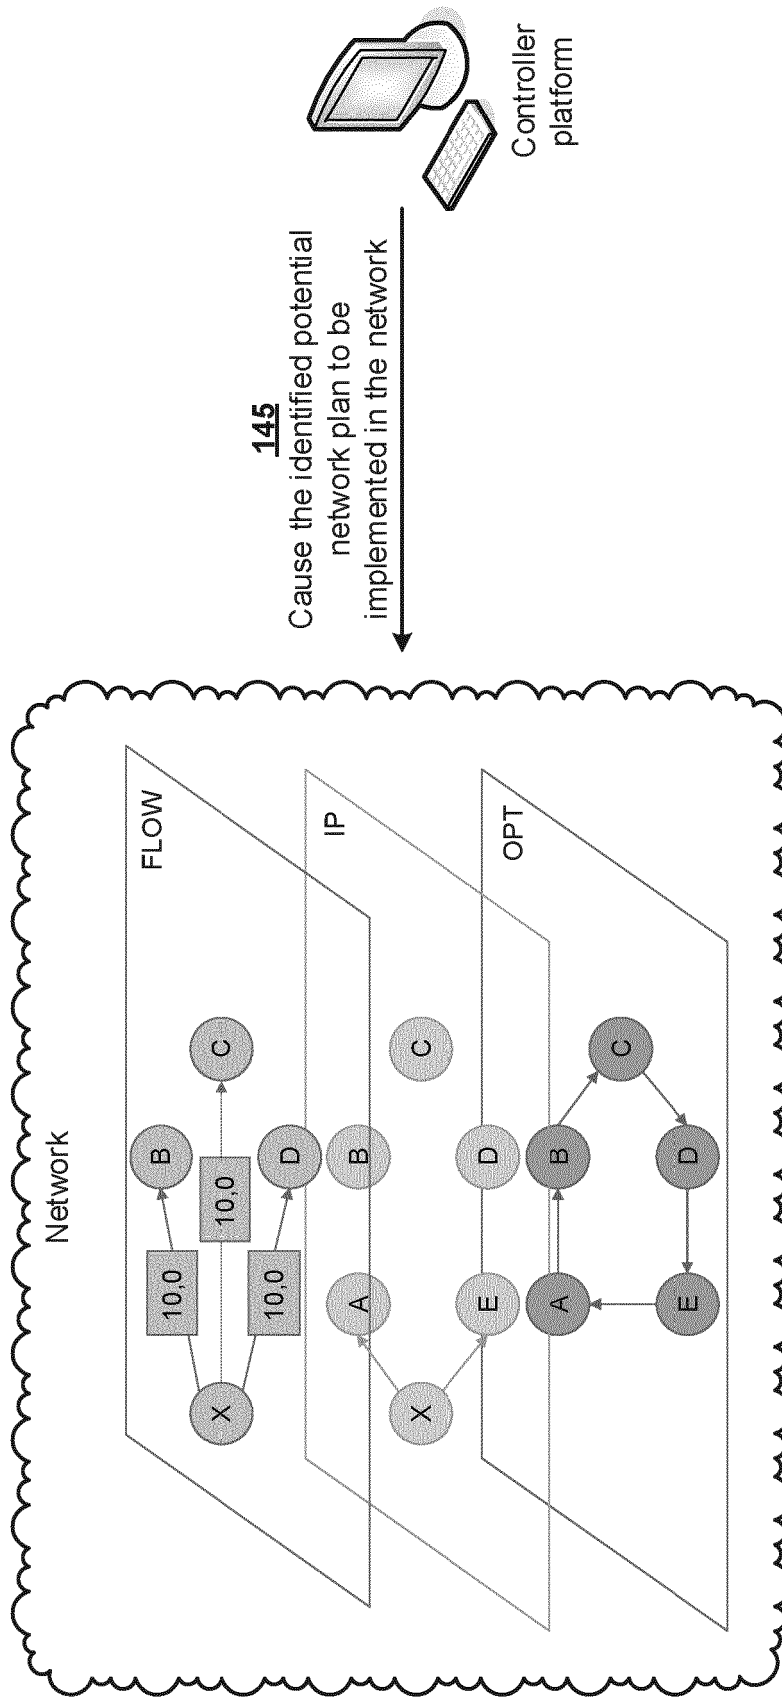 Network
FLOW
B
10,0
X
10,0
C
10,0
D
IP
A
B
X
C
E
D
OPT
A
B
C
E
D
145
Cause the identified potential
network plan to be
implemented in the network
Controller
platform